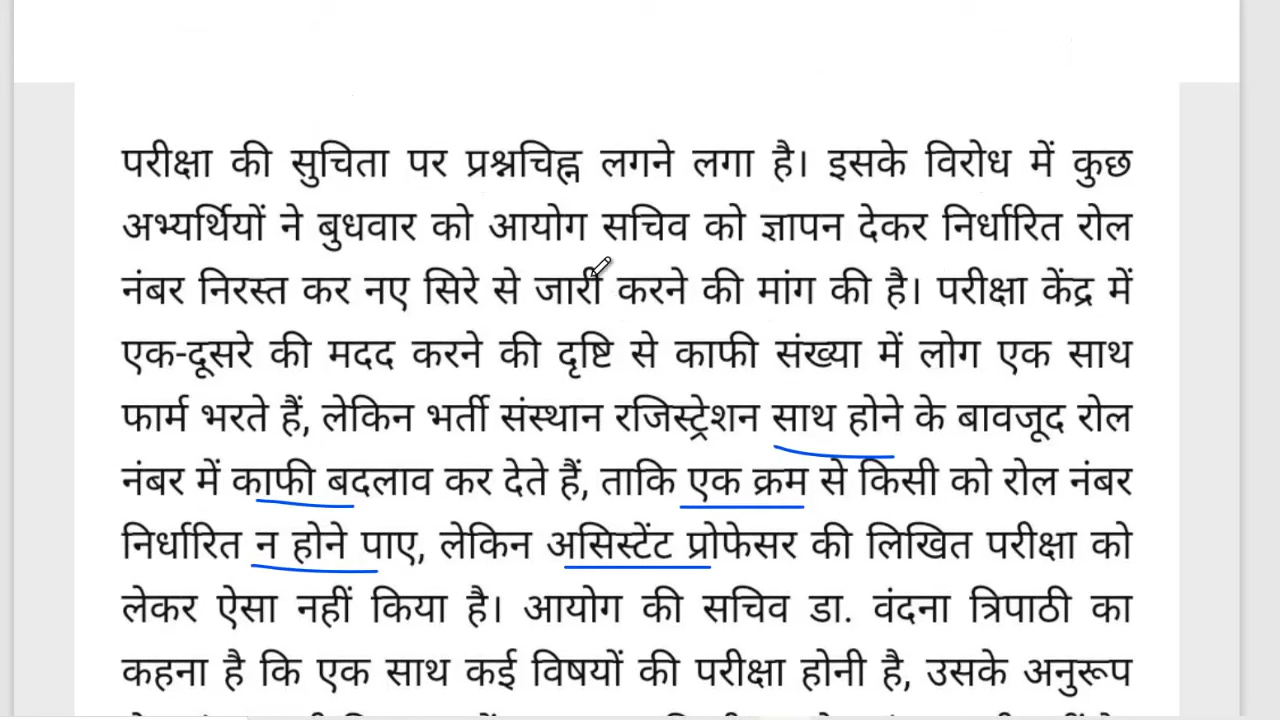 परीक्षा की सुचिता पर प्रश्नचिह्न लगने लगा है। इसके विरोध में कुछ
अभ्यर्थियों ने बुधवार को आयोग सचिव को ज्ञापन देकर निर्धारित रोल
नंबर निरस्त कर नए सिरे से जारी करने की मांग की है। परीक्षा केंद्र में
एक-दूसरे की मदद करने की दृष्टि से काफी संख्या में लोग एक साथ
फार्म भरते हैं, लेकिन भर्ती संस्थान रजिस्ट्रेशन साथ होने के बावजूद रोल
नंबर में काफी बदलाव कर देते हैं, ताकि एक क्रम से किसी को रोल नंबर
निर्धारित न होने पाए, लेकिन असिस्टेंट प्रोफेसर की लिखित परीक्षा को
लेकर ऐसा नहीं किया है। आयोग की सचिव डा. वंदना त्रिपाठी का
कहना है कि एक साथ कई विषयों की परीक्षा होनी है, उसके अनुरूप